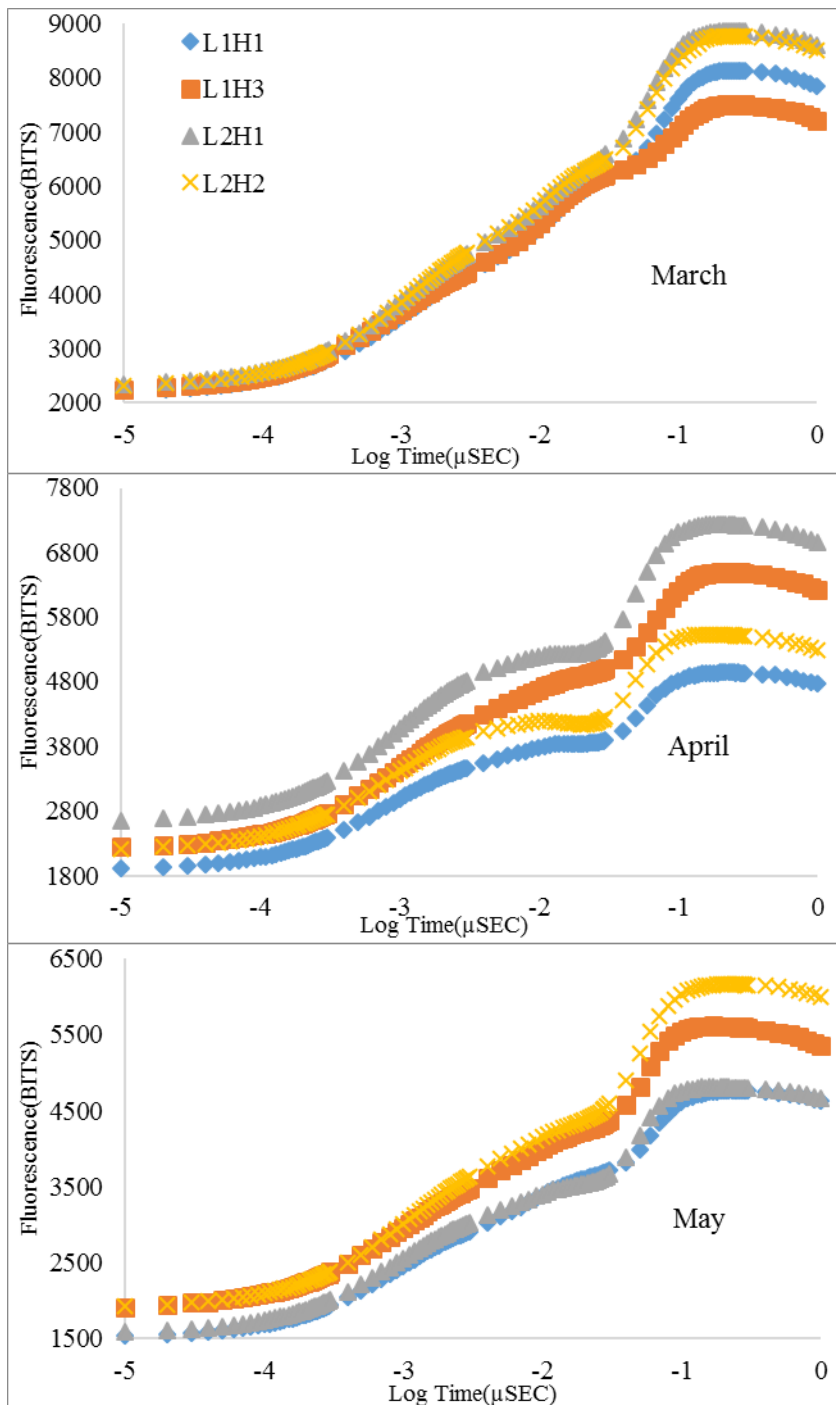 9000
8000
7000
6000
5000
4000
3000
2000
Fluorescence(BITS)
L1H1
L1H3
L2H1
L2H2
March
-5 -4 -3 -2 -1 0
Log Time(µSEC)
7800
6800
5800
4800
3800
2800
1800
Fluorescence(BITS)
April
-5 -4 -3 -2 -1 0
Log Time(µSEC)
6500
5500
4500
3500
2500
1500
Fluorescence(BITS)
May
-5 -4 -3 -2 -1 0
Log Time(µSEC)